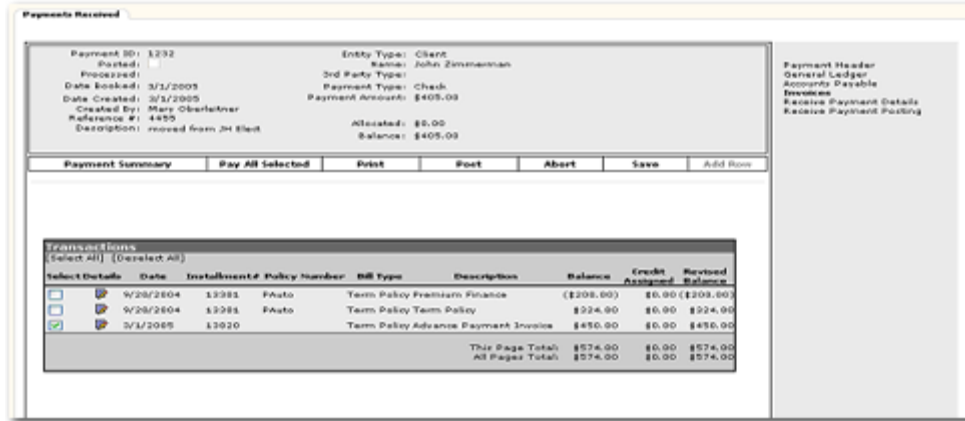 Payments Received
Payment ID: 1232
Posted:
Processed:
Date Booked: 3/1/2005
Date Created: 3/1/2005
Created By: Mary Oberleitner
Reference #: 4455
Description: moved from JH Elect
Entity Type: Client
Name: John Zimmerman
3rd Party Type:
Payment Type: Check
Payment Amount: $405.00
Allocated: $0.00
Balance: $405.00
Payment Header
General Ledger
Accounts Payable
Invoices
Receive Payment Details
Receive Payment Posting
Payment Summary Pay All Selected Print Post Abort Save Add Row
Transactions
[Select All] [Deselect All]
Select Details Date Installment# Policy Number Bill Type Description Balance Credit Assigned Revised Balance
9/28/2004 13381 PAuto Term Policy Premium Finance ($200.00) $0.00 ($200.00)
9/28/2004 13381 PAuto Term Policy Term Policy $324.00 $0.00 $324.00
3/1/2005 13820 Term Policy Advance Payment Invoice $450.00 $0.00 $450.00
This Page Total: $574.00 $0.00 $574.00
All Pages Total: $574.00 $0.00 $574.00